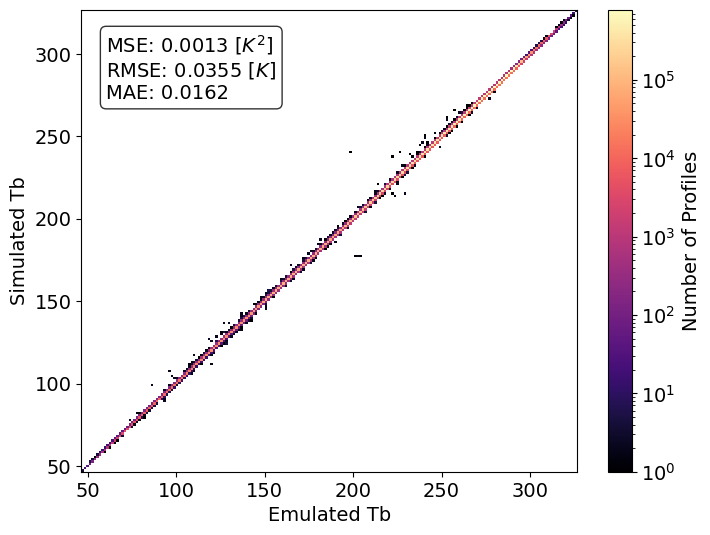 MSE: 0.0013 [K²]
RMSE: 0.0355 [K]
MAE: 0.0162
300
250
200
150
100
50
Simulated Tb
50 100 150 200 250 300
Emulated Tb
10⁵
10⁴
10³
10²
10¹
10⁰
Number of Profiles